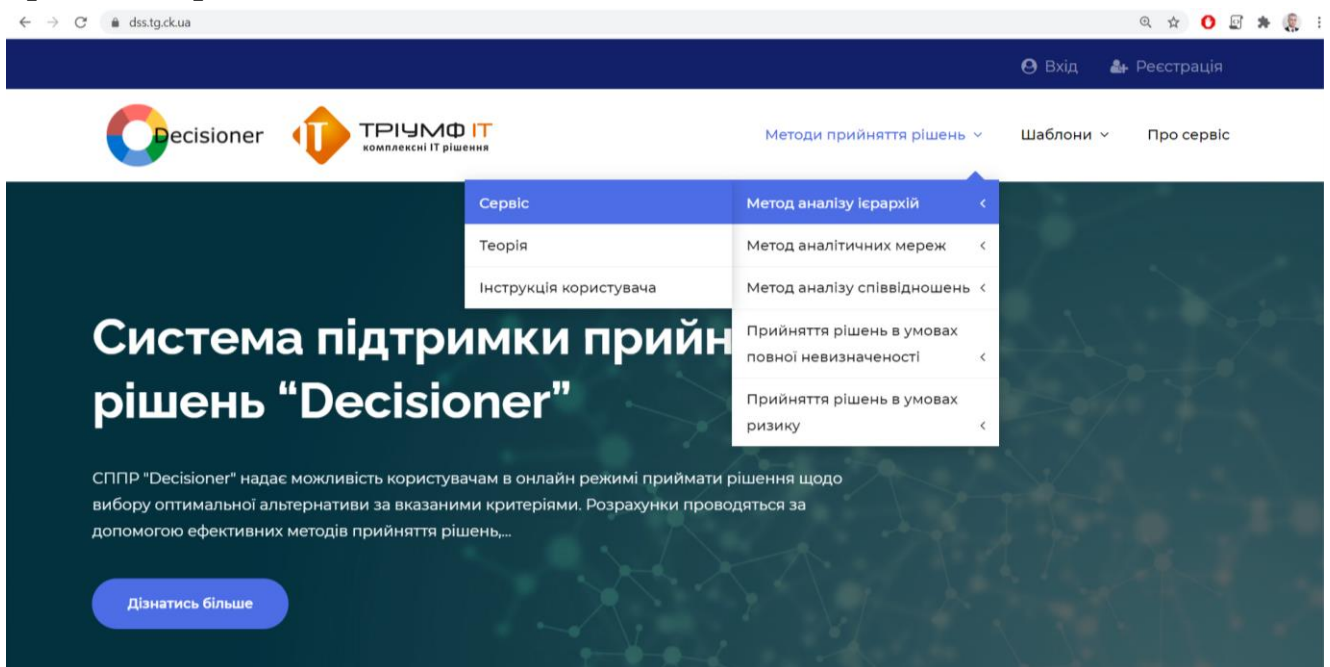 dss.tg.ck.ua
Вхід
Реєстрація
Decisioner
ТРІУМФ ІТ
комплексні ІТ рішення
Методи прийняття рішень
Шаблони
Про сервіс
Сервіс
Теорія
Інструкція користувача
Метод аналізу ієрархій
Метод аналітичних мереж
Метод аналізу співвідношень
Прийняття рішень в умовах
повної невизначеності
Прийняття рішень в умовах
ризику
Система підтримки прийн
рішень “Decisioner”
СППР "Decisioner" надає можливість користувачам в онлайн режимі приймати рішення щодо
вибору оптимальної альтернативи за вказаними критеріями. Розрахунки проводяться за
допомогою ефективних методів прийняття рішень,...
Дізнатись більше